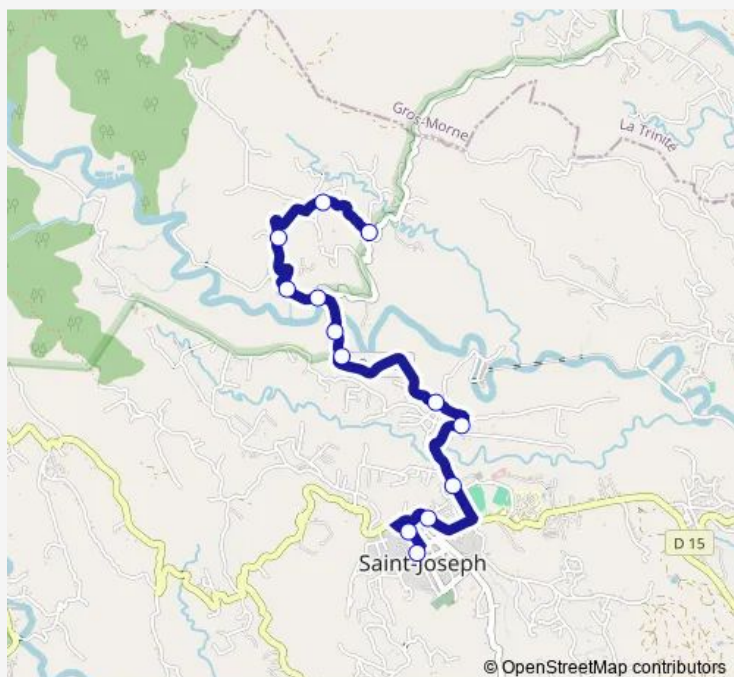 Gros-Morne
La Trinité
D 15
Saint-Joseph
© OpenStreetMap contributors